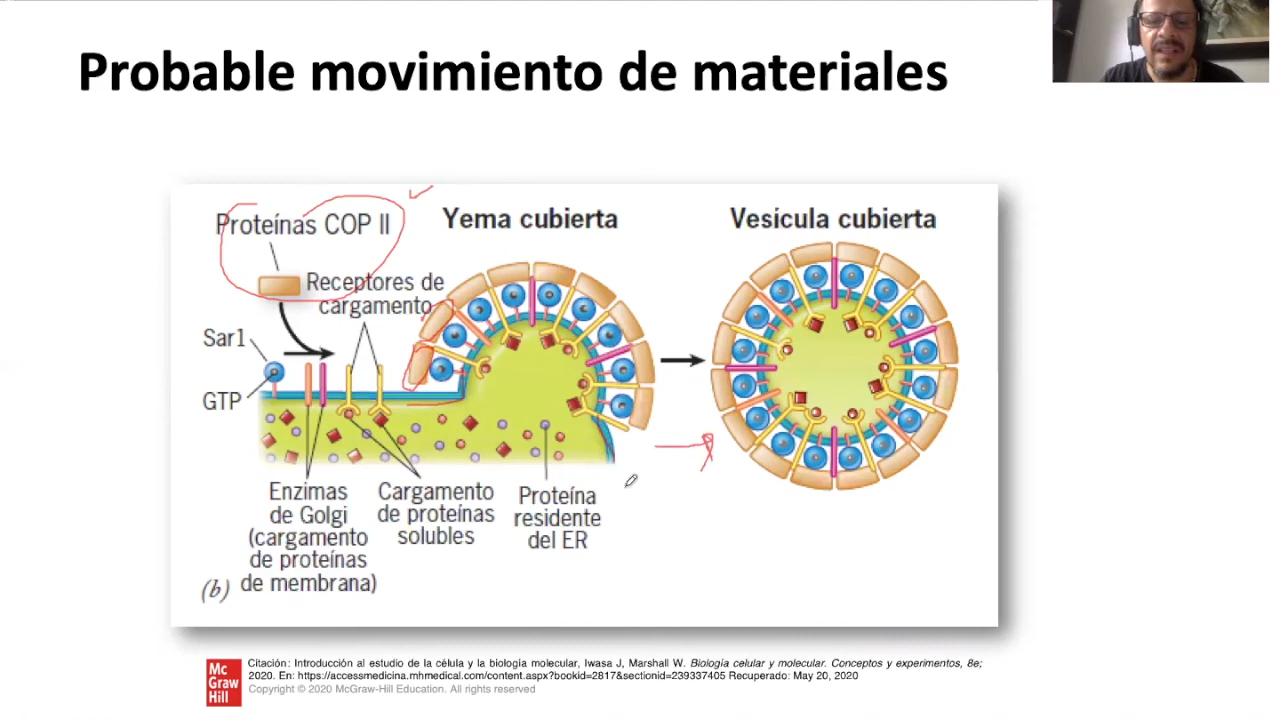 Probable movimiento de materiales
Proteínas COP II
Yema cubierta
Vesícula cubierta
Receptores de
cargamento
Sar1
GTP
Enzimas
de Golgi
(cargamento
de proteínas
de membrana)
Cargamento
de proteínas
solubles
Proteína
residente
del ER
(b)
Mc
Graw
Hill
Citación: Introducción al estudio de la célula y la biología molecular, Iwasa J, Marshall W. Biología celular y molecular. Conceptos y experimentos, 8e;
2020. En: https://accessmedicina.mhmedical.com/content.aspx?bookid=2817&sectionid=239337405 Recuperado: May 20, 2020
Copyright © 2020 McGraw-Hill Education. All rights reserved